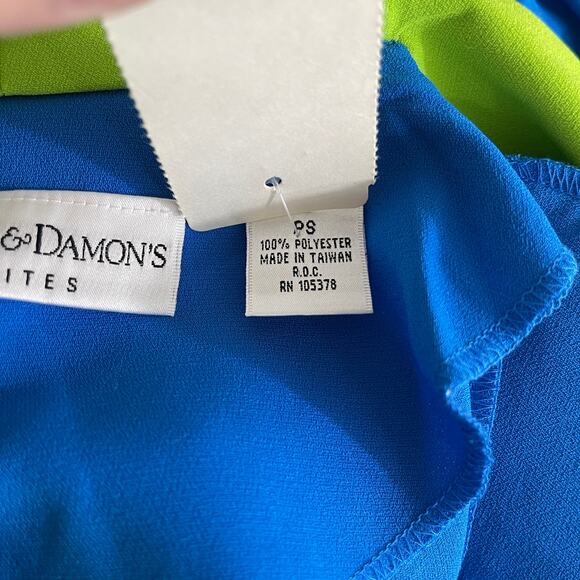 & DAMON'S
ITES
PS
100% POLYESTER
MADE IN TAIWAN
R.O.C.
RN 105378